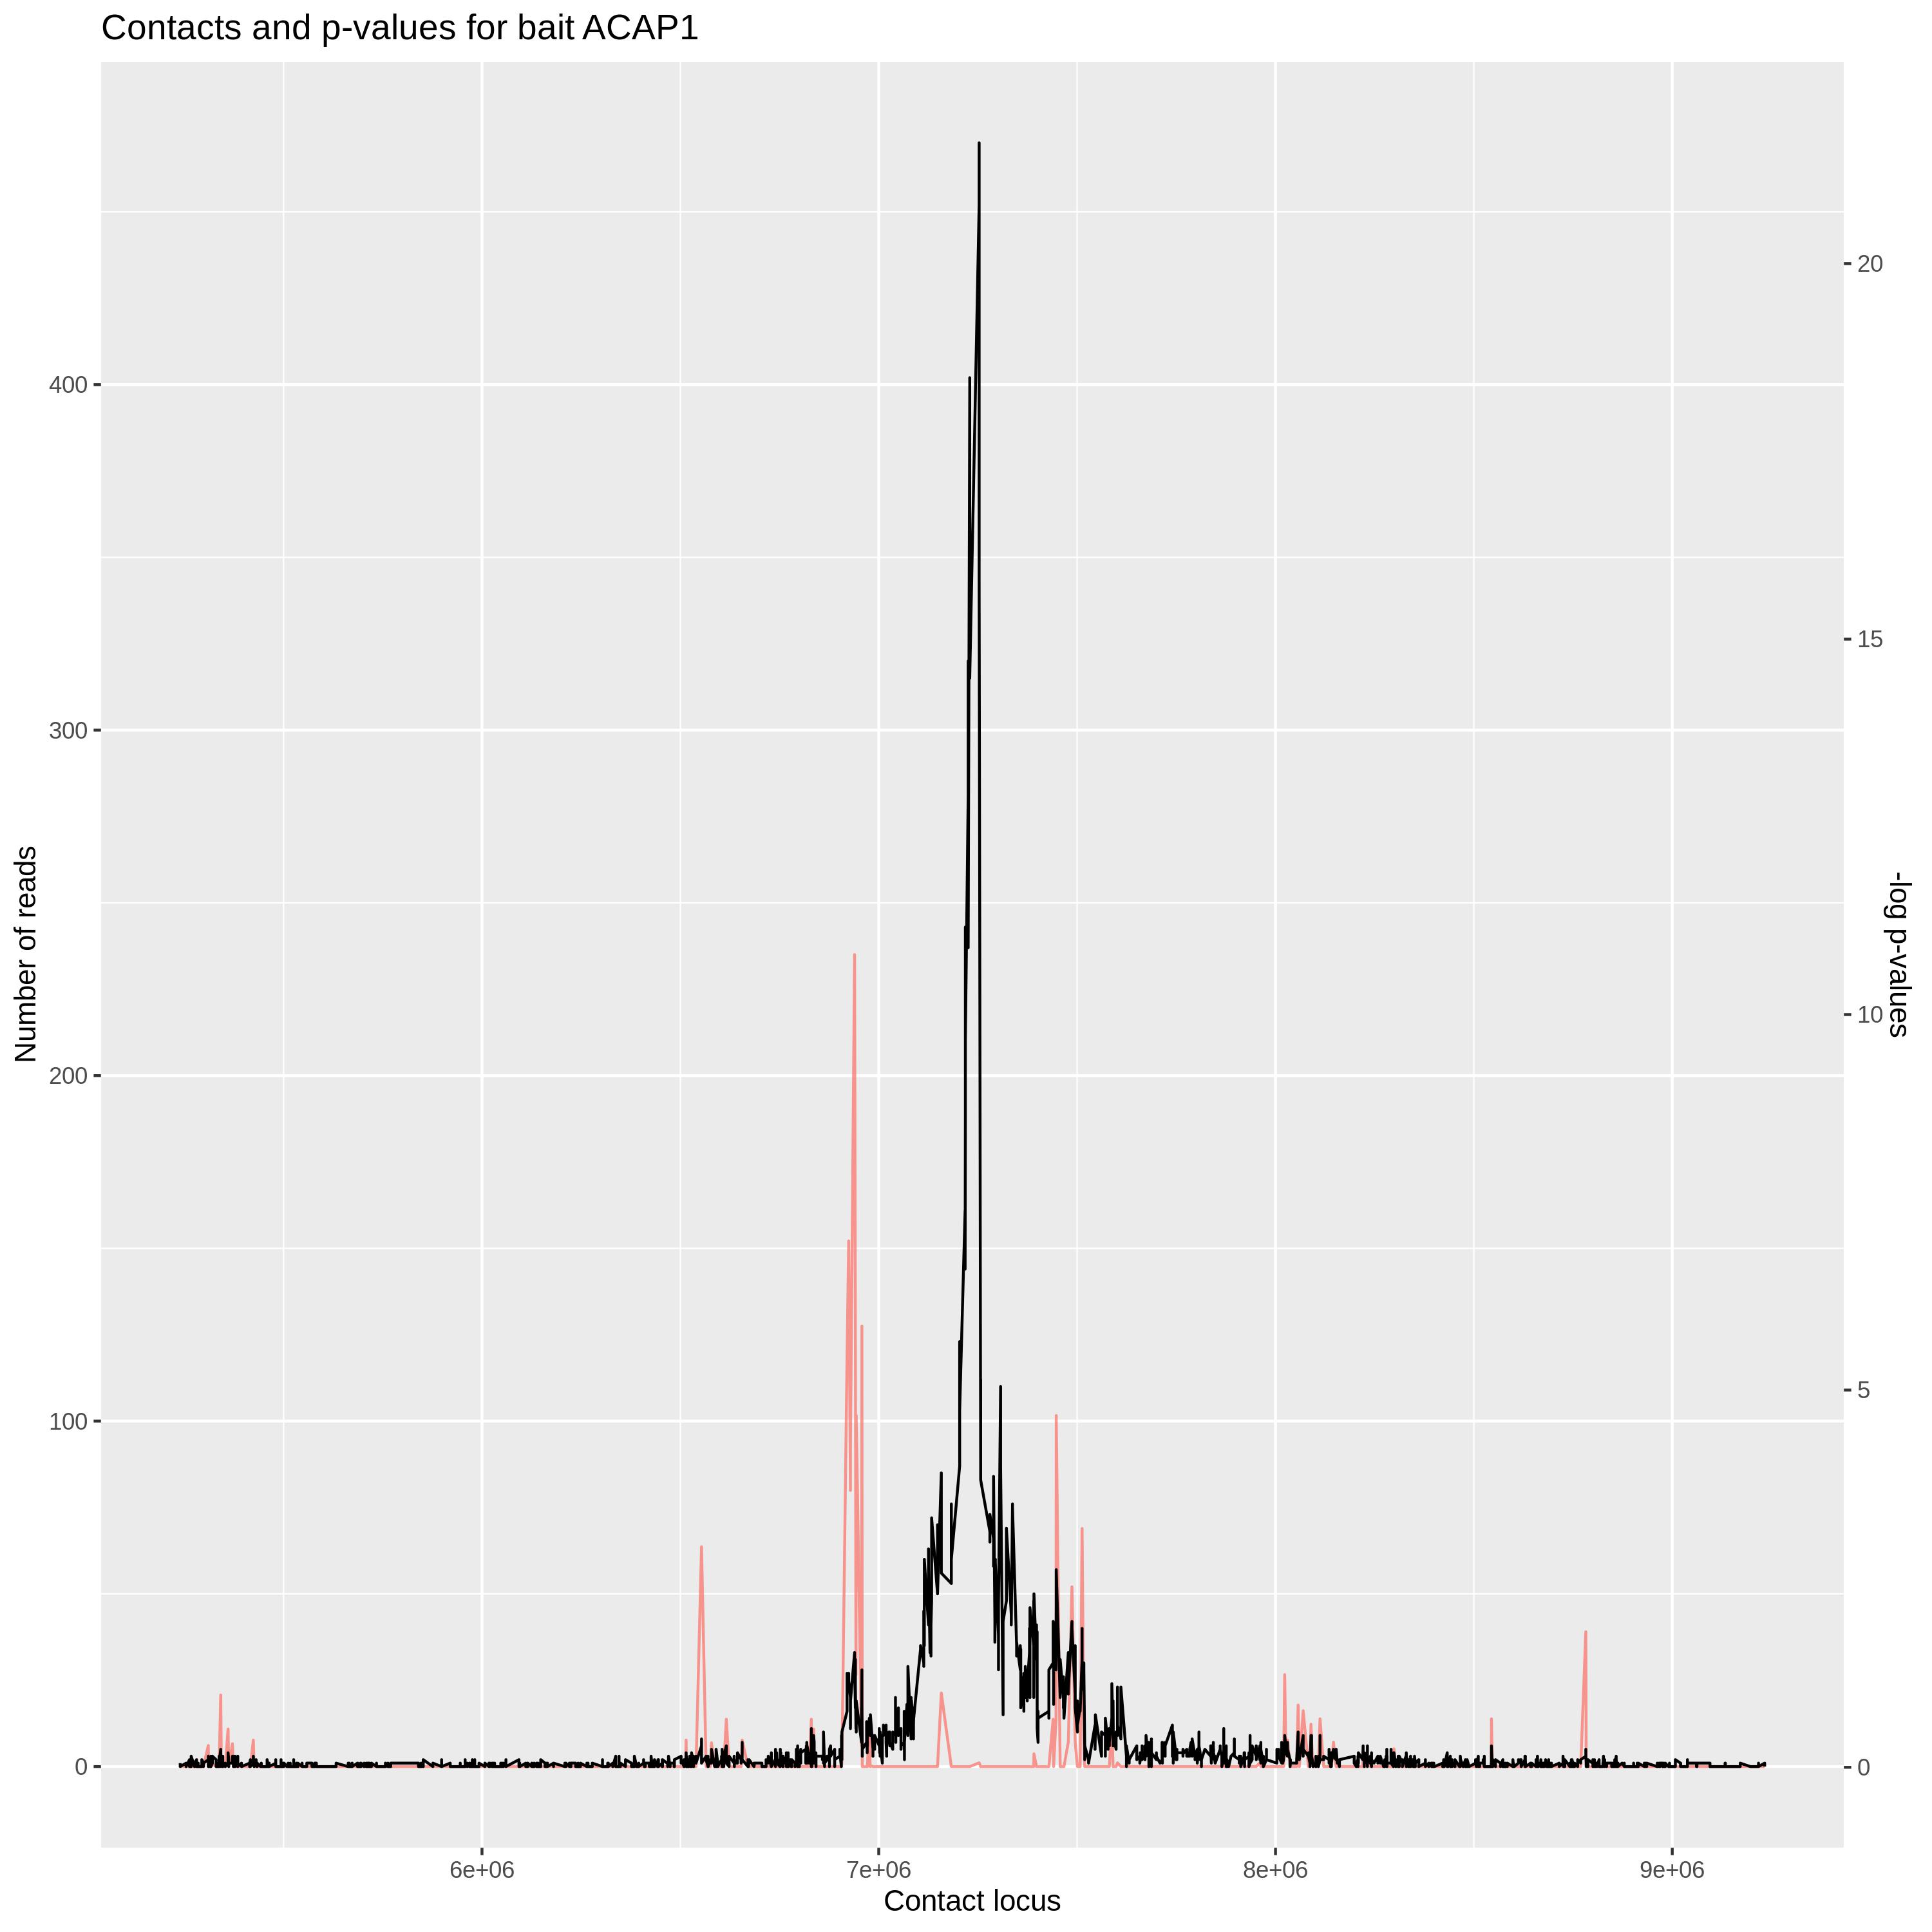 Contacts and p-values for bait ACAP1
Number of reads
400
300
200
100
0
20
15
10
5
0
-log p-values
6e+06
7e+06
8e+06
9e+06
Contact locus